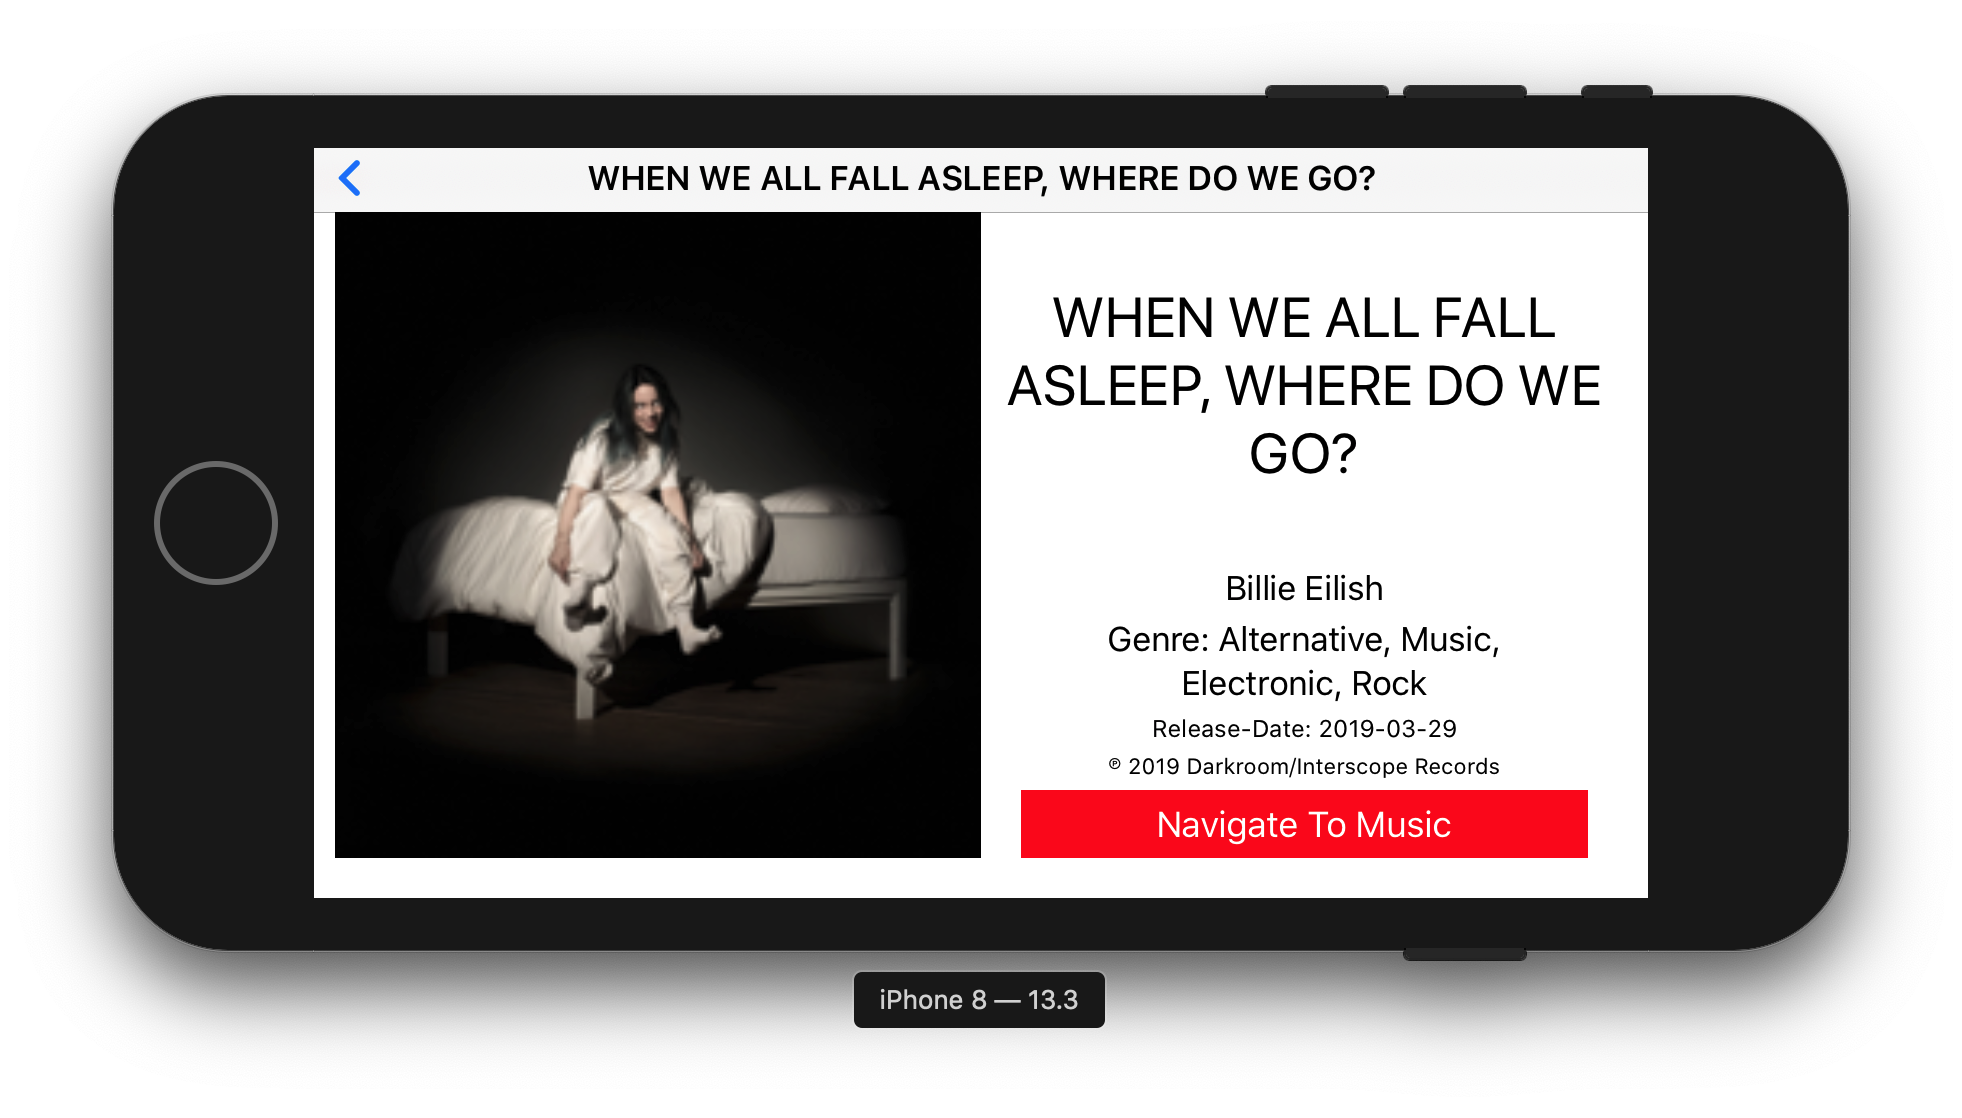 WHEN WE ALL FALL ASLEEP, WHERE DO WE GO?
WHEN WE ALL FALL
ASLEEP, WHERE DO WE
GO?
Billie Eilish
Genre: Alternative, Music,
Electronic, Rock
Release-Date: 2019-03-29
℗ 2019 Darkroom/Interscope Records
Navigate To Music
iPhone 8 — 13.3